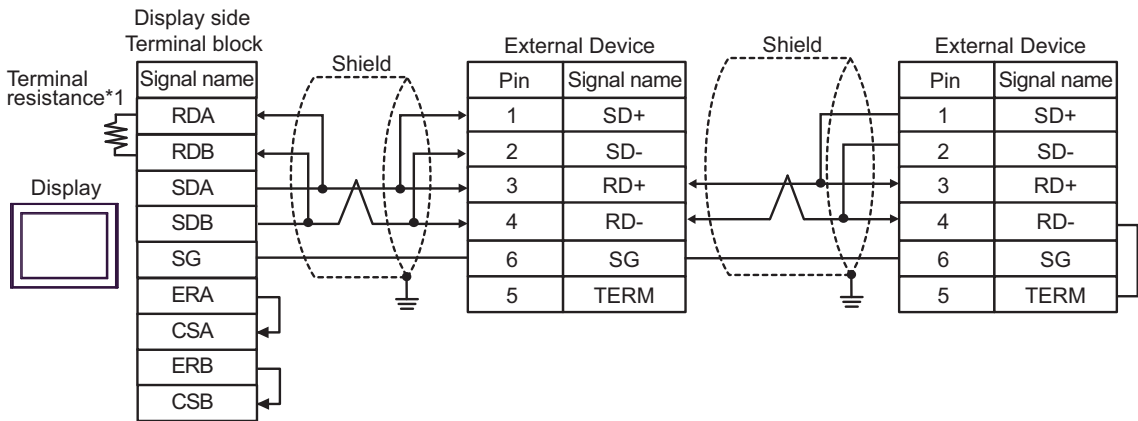 Display side
Terminal block
Shield
External Device
Shield
External Device
Terminal
resistance*1
Signal name
Pin Signal name
Pin Signal name
RDA 1 SD+ 1 SD+
RDB 2 SD- 2 SD-
Display
SDA 3 RD+ 3 RD+
SDB 4 RD- 4 RD-
SG 6 SG 6 SG
ERA 5 TERM 5 TERM
CSA
ERB
CSB